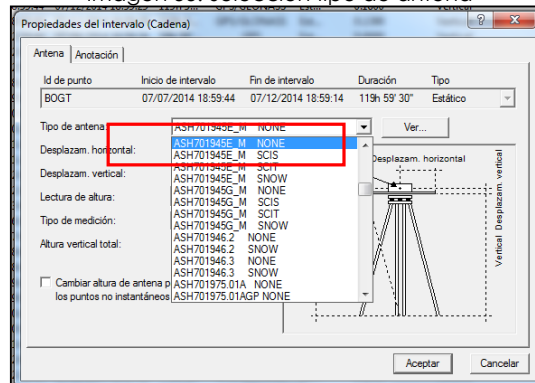 Propiedades del intervalo (Cadena)
Antena Anotación
Id de punto Inicio de intervalo Fin de intervalo Duración Tipo
BOGT 07/07/2014 18:59:44 07/12/2014 18:59:14 119h 59' 30" Estático
Tipo de antena: ASH701945E_M NONE Ver...
ASH701945E_M NONE
Desplazam. horizontal: ASH701945E_M SCIS Desplazam. horizontal
ASH701945E_M SCIT
Desplazam. vertical: ASH701945E_M SNOW
ASH701945G_M NONE
Lectura de altura: ASH701945G_M SCIS
ASH701945G_M SCIT
Tipo de medición: ASH701945G_M SNOW
ASH701946.2 NONE
Altura vertical total: ASH701946.2 SNOW
ASH701946.3 NONE
ASH701946.3 SNOW
Cambiar altura de antena p ASH701975.01A NONE
los puntos no instantáneos ASH701975.01AGP NONE
Vertical Desplazam. vertical
Aceptar Cancelar